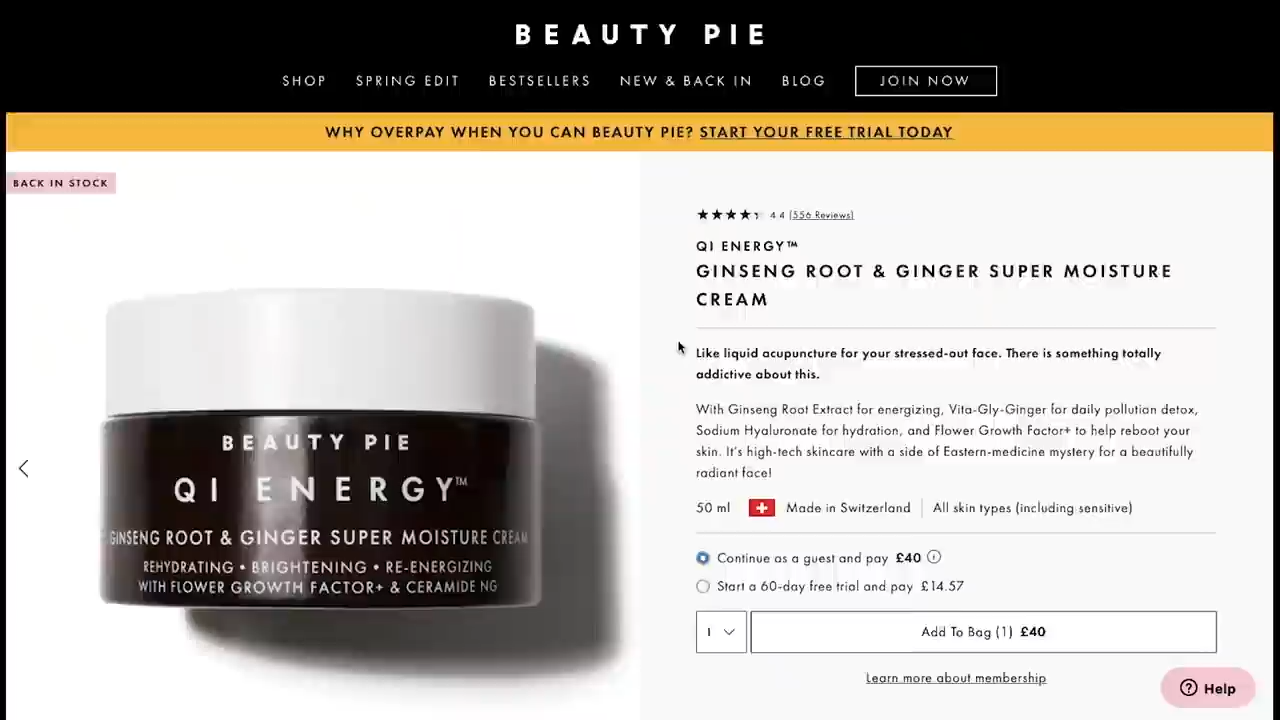 BEAUTY PIE
SHOP SPRING EDIT BESTSELLERS NEW & BACK IN BLOG JOIN NOW
WHY OVERPAY WHEN YOU CAN BEAUTY PIE? START YOUR FREE TRIAL TODAY
BACK IN STOCK
BEAUTY PIE
QI ENERGY™
GINSENG ROOT & GINGER SUPER MOISTURE CREAM
REHYDRATING • BRIGHTENING • RE-ENERGIZING
WITH FLOWER GROWTH FACTOR+ & CERAMIDE NG
4.4 (556 Reviews)
QI ENERGY™
GINSENG ROOT & GINGER SUPER MOISTURE
CREAM
Like liquid acupuncture for your stressed-out face. There is something totally
addictive about this.
With Ginseng Root Extract for energizing, Vita-Gly-Ginger for daily pollution detox,
Sodium Hyaluronate for hydration, and Flower Growth Factor+ to help reboot your
skin. It's high-tech skincare with a side of Eastern-medicine mystery for a beautifully
radiant face!
50 ml Made in Switzerland All skin types (including sensitive)
Continue as a guest and pay £40
Start a 60-day free trial and pay £14.57
1 Add To Bag (1) £40
Learn more about membership
Help